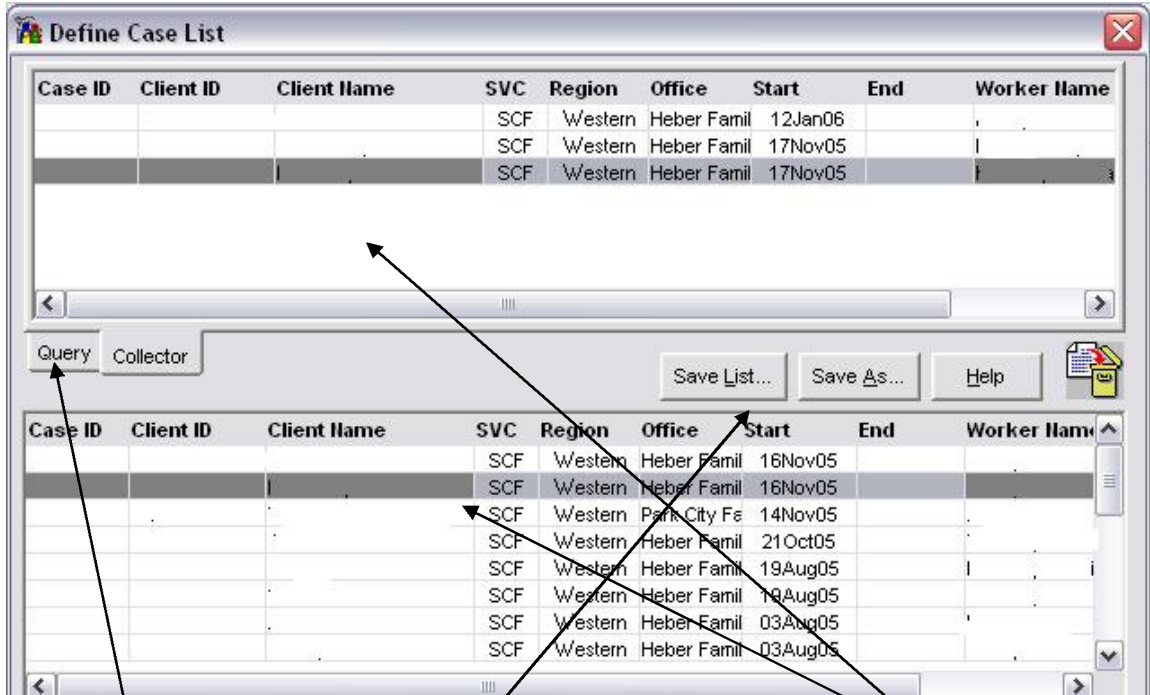 Define Case List
Case ID Client ID Client Name SVC Region Office Start End Worker Name
SCF Western Heber Famil 12Jan06
SCF Western Heber Famil 17Nov05
SCF Western Heber Famil 17Nov05
Query Collector Save List... Save As... Help
Case ID Client ID Client Name SVC Region Office Start End Worker Name
SCF Western Heber Famil 16Nov05
SCF Western Heber Famil 16Nov05
SCF Western Park City Fa 14Nov05
SCF Western Heber Famil 21Oct05
SCF Western Heber Famil 19Aug05
SCF Western Heber Famil 19Aug05
SCF Western Heber Famil 03Aug05
SCF Western Heber Famil 03Aug05